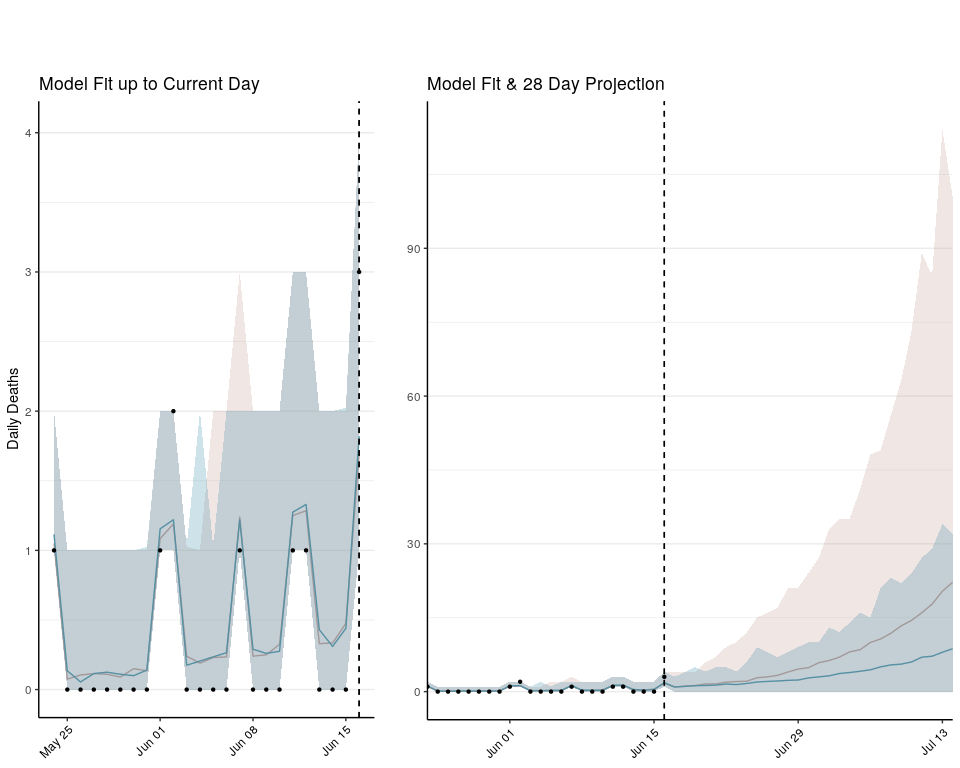 Model Fit up to Current Day
Model Fit & 28 Day Projection
Daily Deaths
4
3
2
1
0
May 25
Jun 01
Jun 08
Jun 15
90
60
30
0
Jun 01
Jun 15
Jun 29
Jul 13